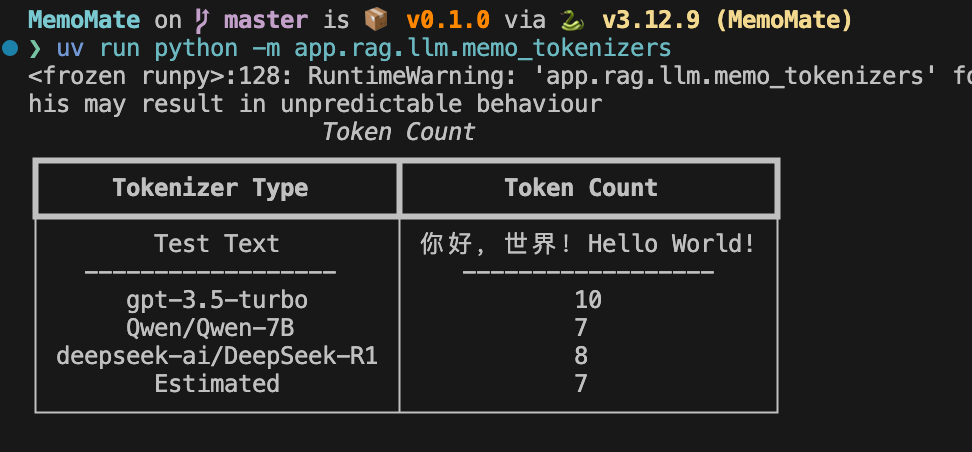 MemoMate on master is 📦 v0.1.0 via 🐍 v3.12.9 (MemoMate)
❯ uv run python -m app.rag.llm.memo_tokenizers
<frozen runpy>:128: RuntimeWarning: 'app.rag.llm.memo_tokenizers' fo
his may result in unpredictable behaviour
Token Count
Tokenizer Type Token Count
Test Text 你好，世界！Hello World!
------------------ ------------------
gpt-3.5-turbo 10
Qwen/Qwen-7B 7
deepseek-ai/DeepSeek-R1 8
Estimated 7